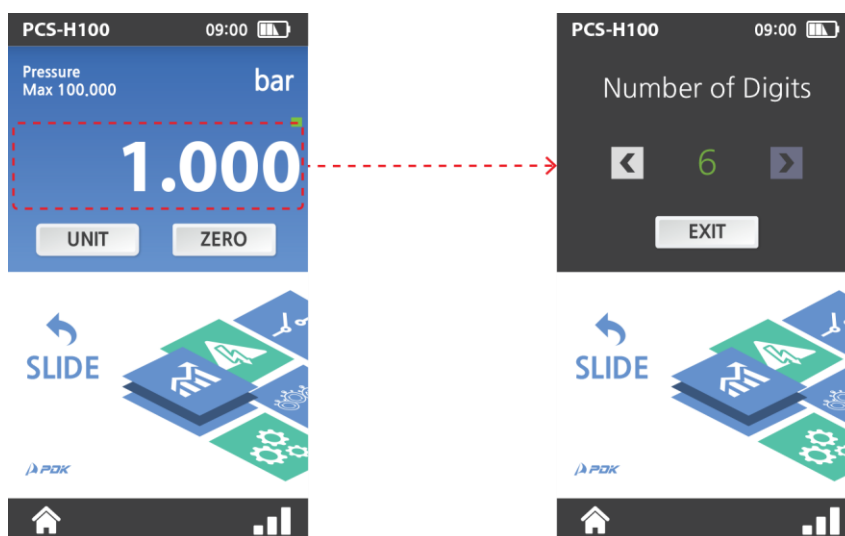 PCS-H100 09:00
Pressure
Max 100.000 bar
1.000
UNIT ZERO
SLIDE
PDK
PCS-H100 09:00
Number of Digits
6
EXIT
SLIDE
PDK